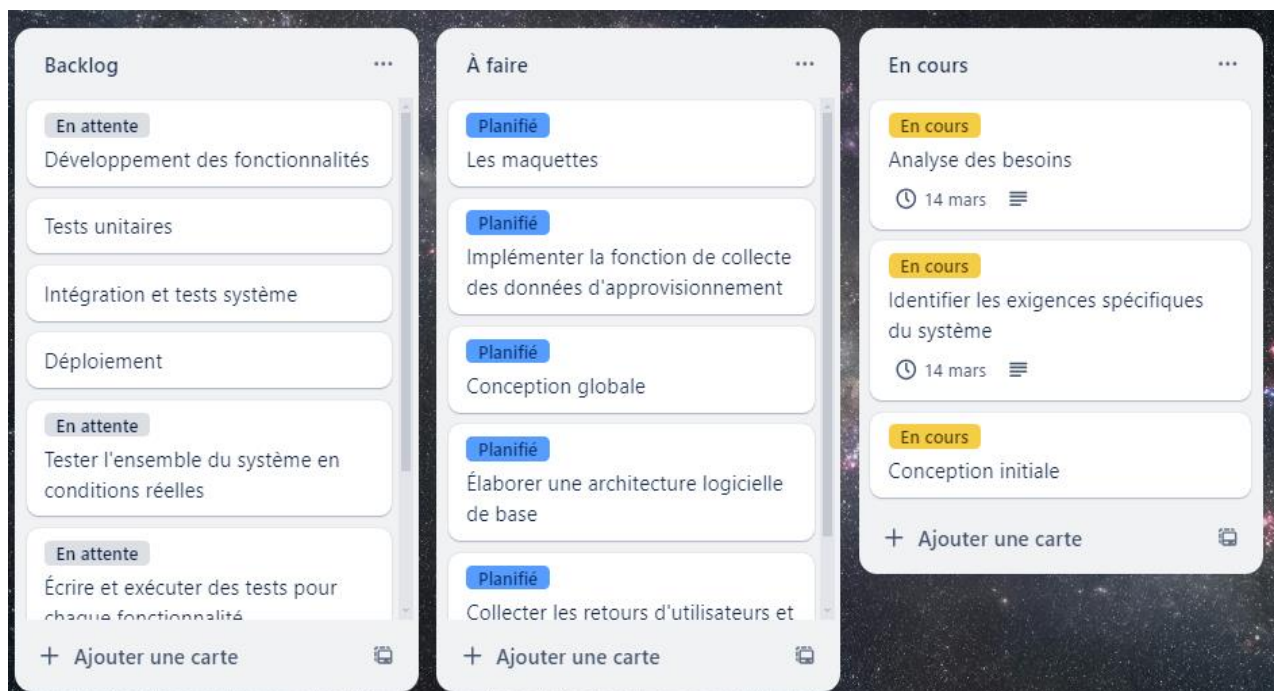 Backlog
En attente
Développement des fonctionnalités
Tests unitaires
Intégration et tests système
Déploiement
En attente
Tester l'ensemble du système en
conditions réelles
En attente
Écrire et exécuter des tests pour
chaque fonctionnalité
+ Ajouter une carte
À faire
Planifié
Les maquettes
Planifié
Implémenter la fonction de collecte
des données d'approvisionnement
Planifié
Conception globale
Planifié
Élaborer une architecture logicielle
de base
Planifié
Collecter les retours d'utilisateurs et
+ Ajouter une carte
En cours
En cours
Analyse des besoins
14 mars
En cours
Identifier les exigences spécifiques
du système
14 mars
En cours
Conception initiale
+ Ajouter une carte